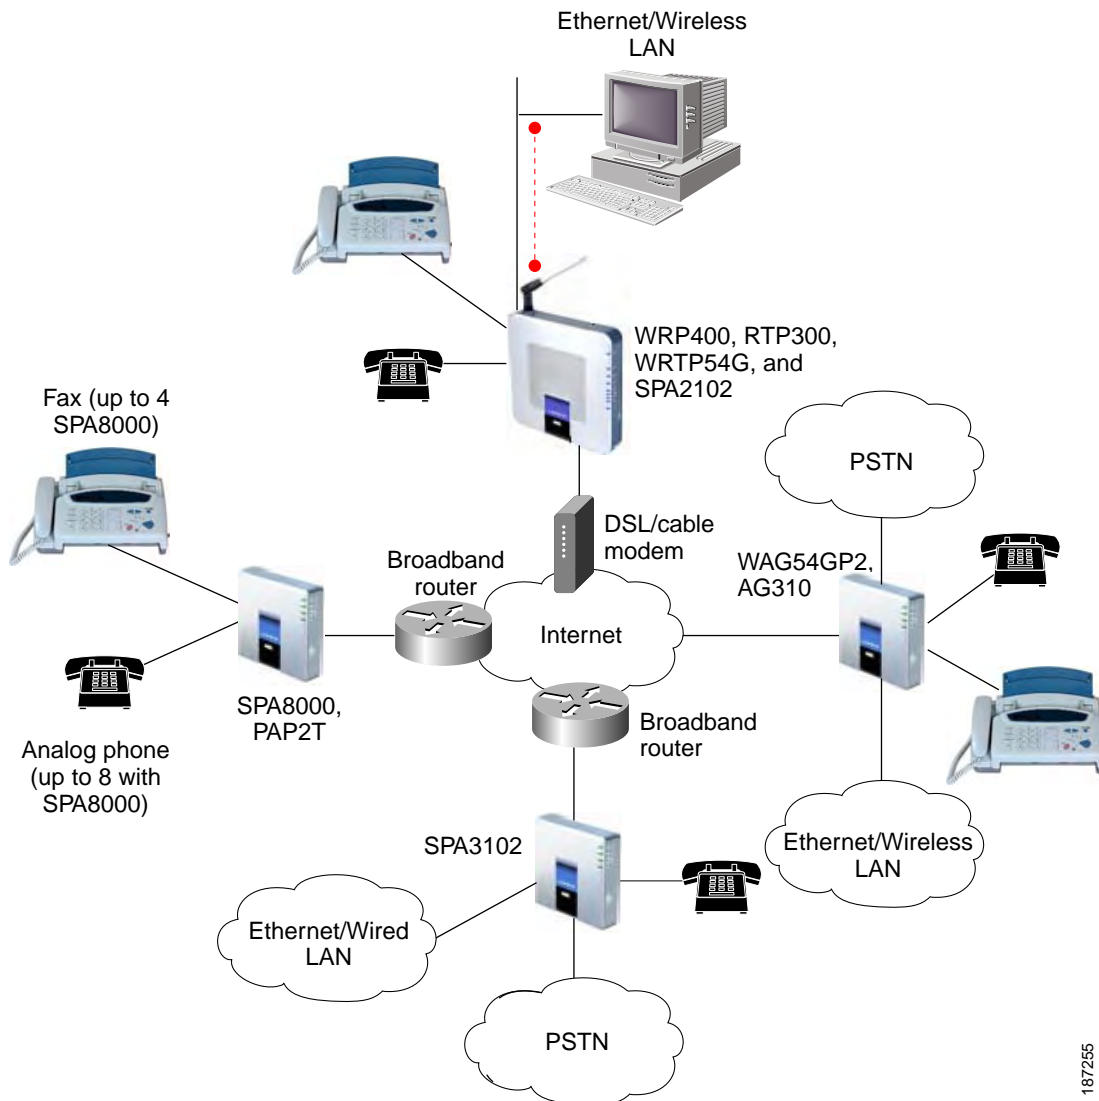 Ethernet/Wireless
LAN
WRP400, RTP300,
WRTP54G, and
SPA2102
Fax (up to 4
SPA8000)
PSTN
DSL/cable
modem
Broadband
router
WAG54GP2,
AG310
Internet
SPA8000,
PAP2T
Broadband
router
Analog phone
(up to 8 with
SPA8000)
SPA3102
Ethernet/Wireless
LAN
Ethernet/Wired
LAN
PSTN
187255